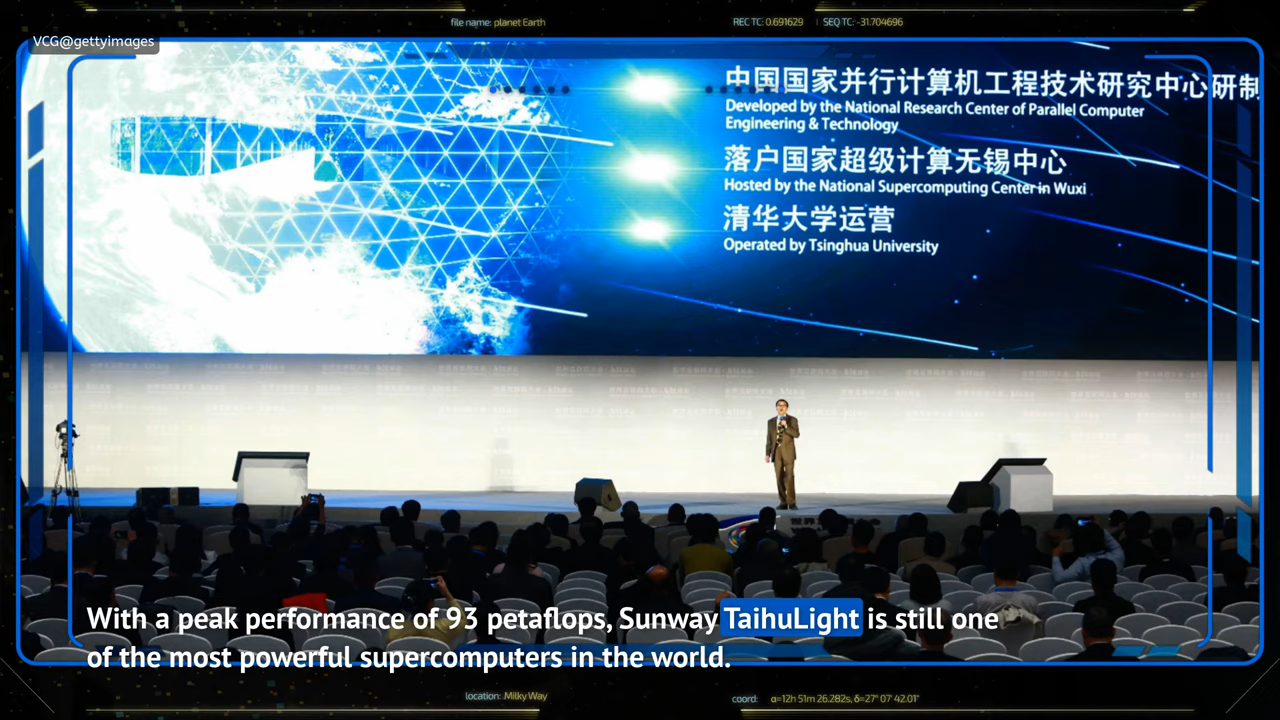 file name: planet Earth
REC TC: 0.691629 | SEQ TC: -31.704696
VCG@gettyimages
中国国家并行计算机工程技术研究中心研制
Developed by the National Research Center of Parallel Computer
Engineering & Technology
落户国家超级计算无锡中心
Hosted by the National Supercomputing Center in Wuxi
清华大学运营
Operated by Tsinghua University
With a peak performance of 93 petaflops, Sunway TaihuLight is still one
of the most powerful supercomputers in the world.
location: Milky Way
coord: α=12h 51m 26.282s, δ=27° 07′ 42.01″